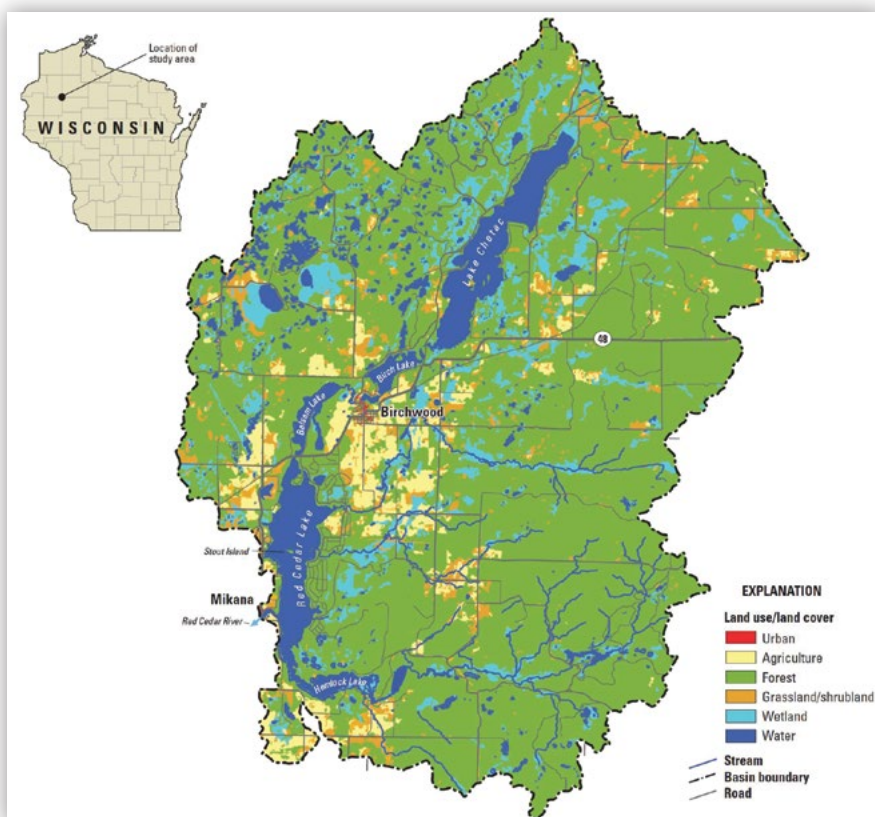 Location of
study area
WISCONSIN
Lake Chetac
48
Birch Lake
Balsam Lake
Birchwood
Red Cedar Lake
Stout Island
Mikana
Red Cedar River
Hemlock Lake
EXPLANATION
Land use/land cover
Urban
Agriculture
Forest
Grassland/shrubland
Wetland
Water
Stream
Basin boundary
Road